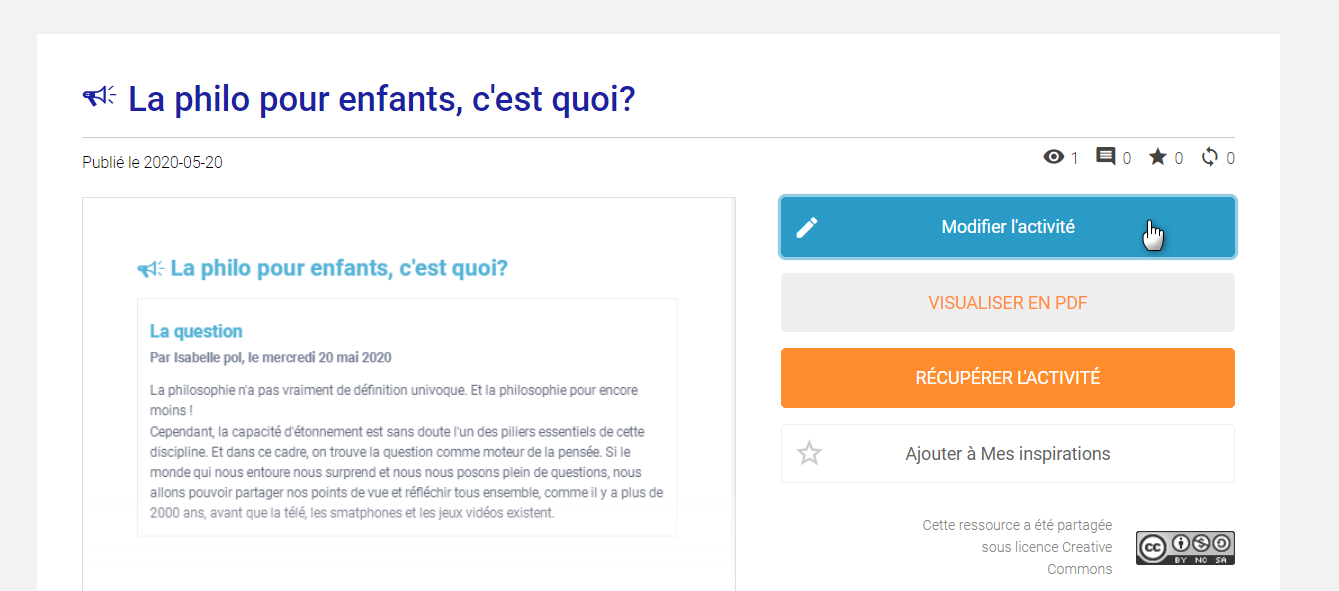 La philo pour enfants, c'est quoi?
Publié le 2020-05-20
1 0 0 0
La philo pour enfants, c'est quoi?
La question
Par Isabelle pol, le mercredi 20 mai 2020
La philosophie n'a pas vraiment de définition univoque. Et la philosophie pour encore
moins !
Cependant, la capacité d'étonnement est sans doute l'un des piliers essentiels de cette
discipline. Et dans ce cadre, on trouve la question comme moteur de la pensée. Si le
monde qui nous entoure nous surprend et nous nous posons plein de questions, nous
allons pouvoir partager nos points de vue et réfléchir tous ensemble, comme il y a plus de
2000 ans, avant que la télé, les smatphones et les jeux vidéos existent.
Modifier l'activité
VISUALISER EN PDF
RÉCUPÉRER L'ACTIVITÉ
Ajouter à Mes inspirations
Cette ressource a été partagée
sous licence Creative
Commons
cc
BY NC SA